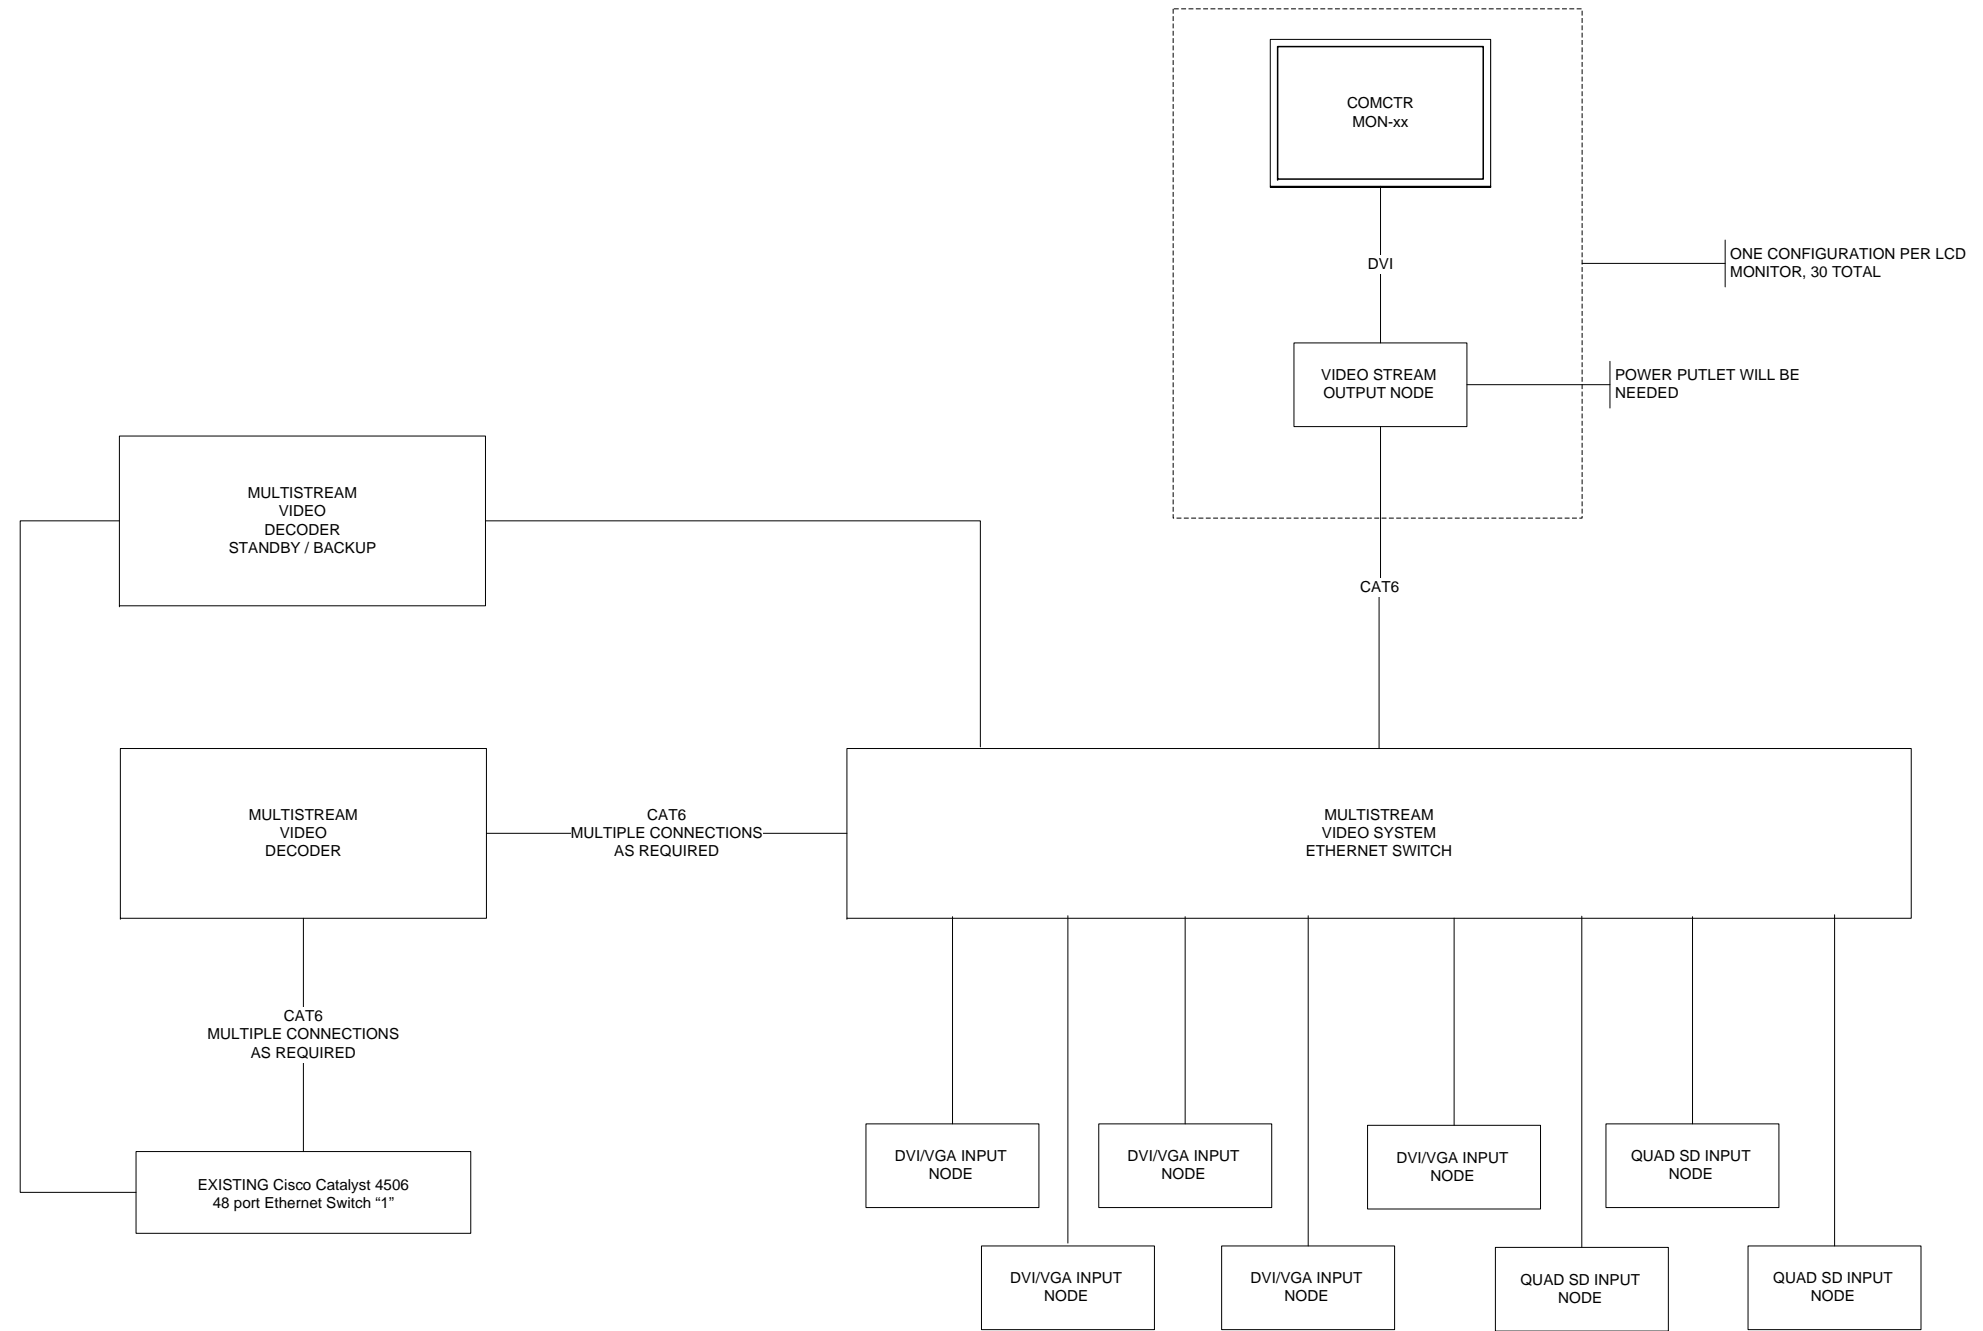 COMCTR
MON-xx
DVI
ONE CONFIGURATION PER LCD
MONITOR, 30 TOTAL
VIDEO STREAM
OUTPUT NODE
POWER PUTLET WILL BE
NEEDED
MULTISTREAM
VIDEO
DECODER
STANDBY / BACKUP
CAT6
MULTISTREAM
VIDEO
DECODER
CAT6
MULTIPLE CONNECTIONS
AS REQUIRED
MULTISTREAM
VIDEO SYSTEM
ETHERNET SWITCH
CAT6
MULTIPLE CONNECTIONS
AS REQUIRED
EXISTING Cisco Catalyst 4506
48 port Ethernet Switch “1”
DVI/VGA INPUT
NODE
DVI/VGA INPUT
NODE
DVI/VGA INPUT
NODE
QUAD SD INPUT
NODE
DVI/VGA INPUT
NODE
DVI/VGA INPUT
NODE
QUAD SD INPUT
NODE
QUAD SD INPUT
NODE